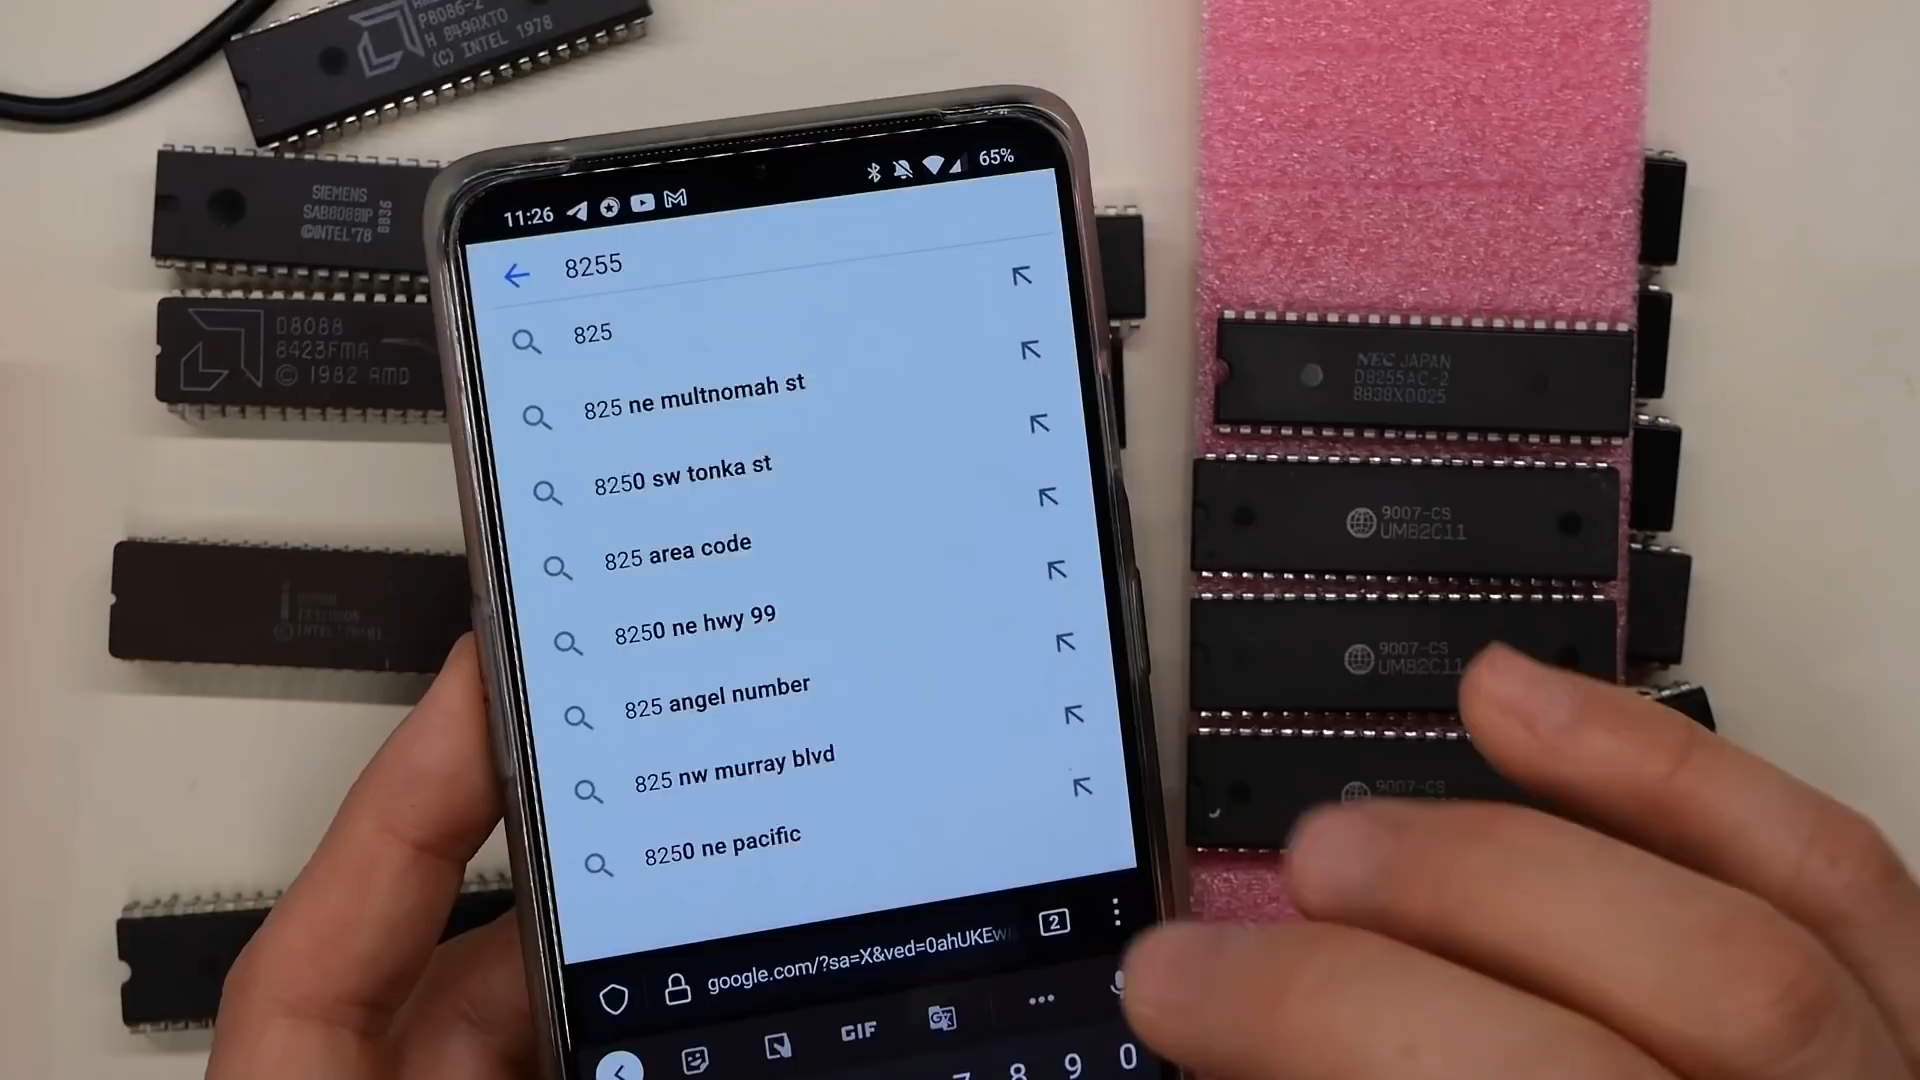 P8086-2
H 849AXTO
(C) INTEL 1978
SIEMENS
SAB8088IP
©INTEL'78
8836
D8088
8423FMA
© 1982 AMD
11:26
65%
8255
825
825 ne multnomah st
8250 sw tonka st
825 area code
8250 ne hwy 99
825 angel number
825 nw murray blvd
8250 ne pacific
google.com/?sa=X&ved=0ahUKEw
2
GIF
8 9 0
NEC JAPAN
D8255AC-2
8838XD025
9007-CS
UM82C11
9007-CS
UM82C11
9007-CS